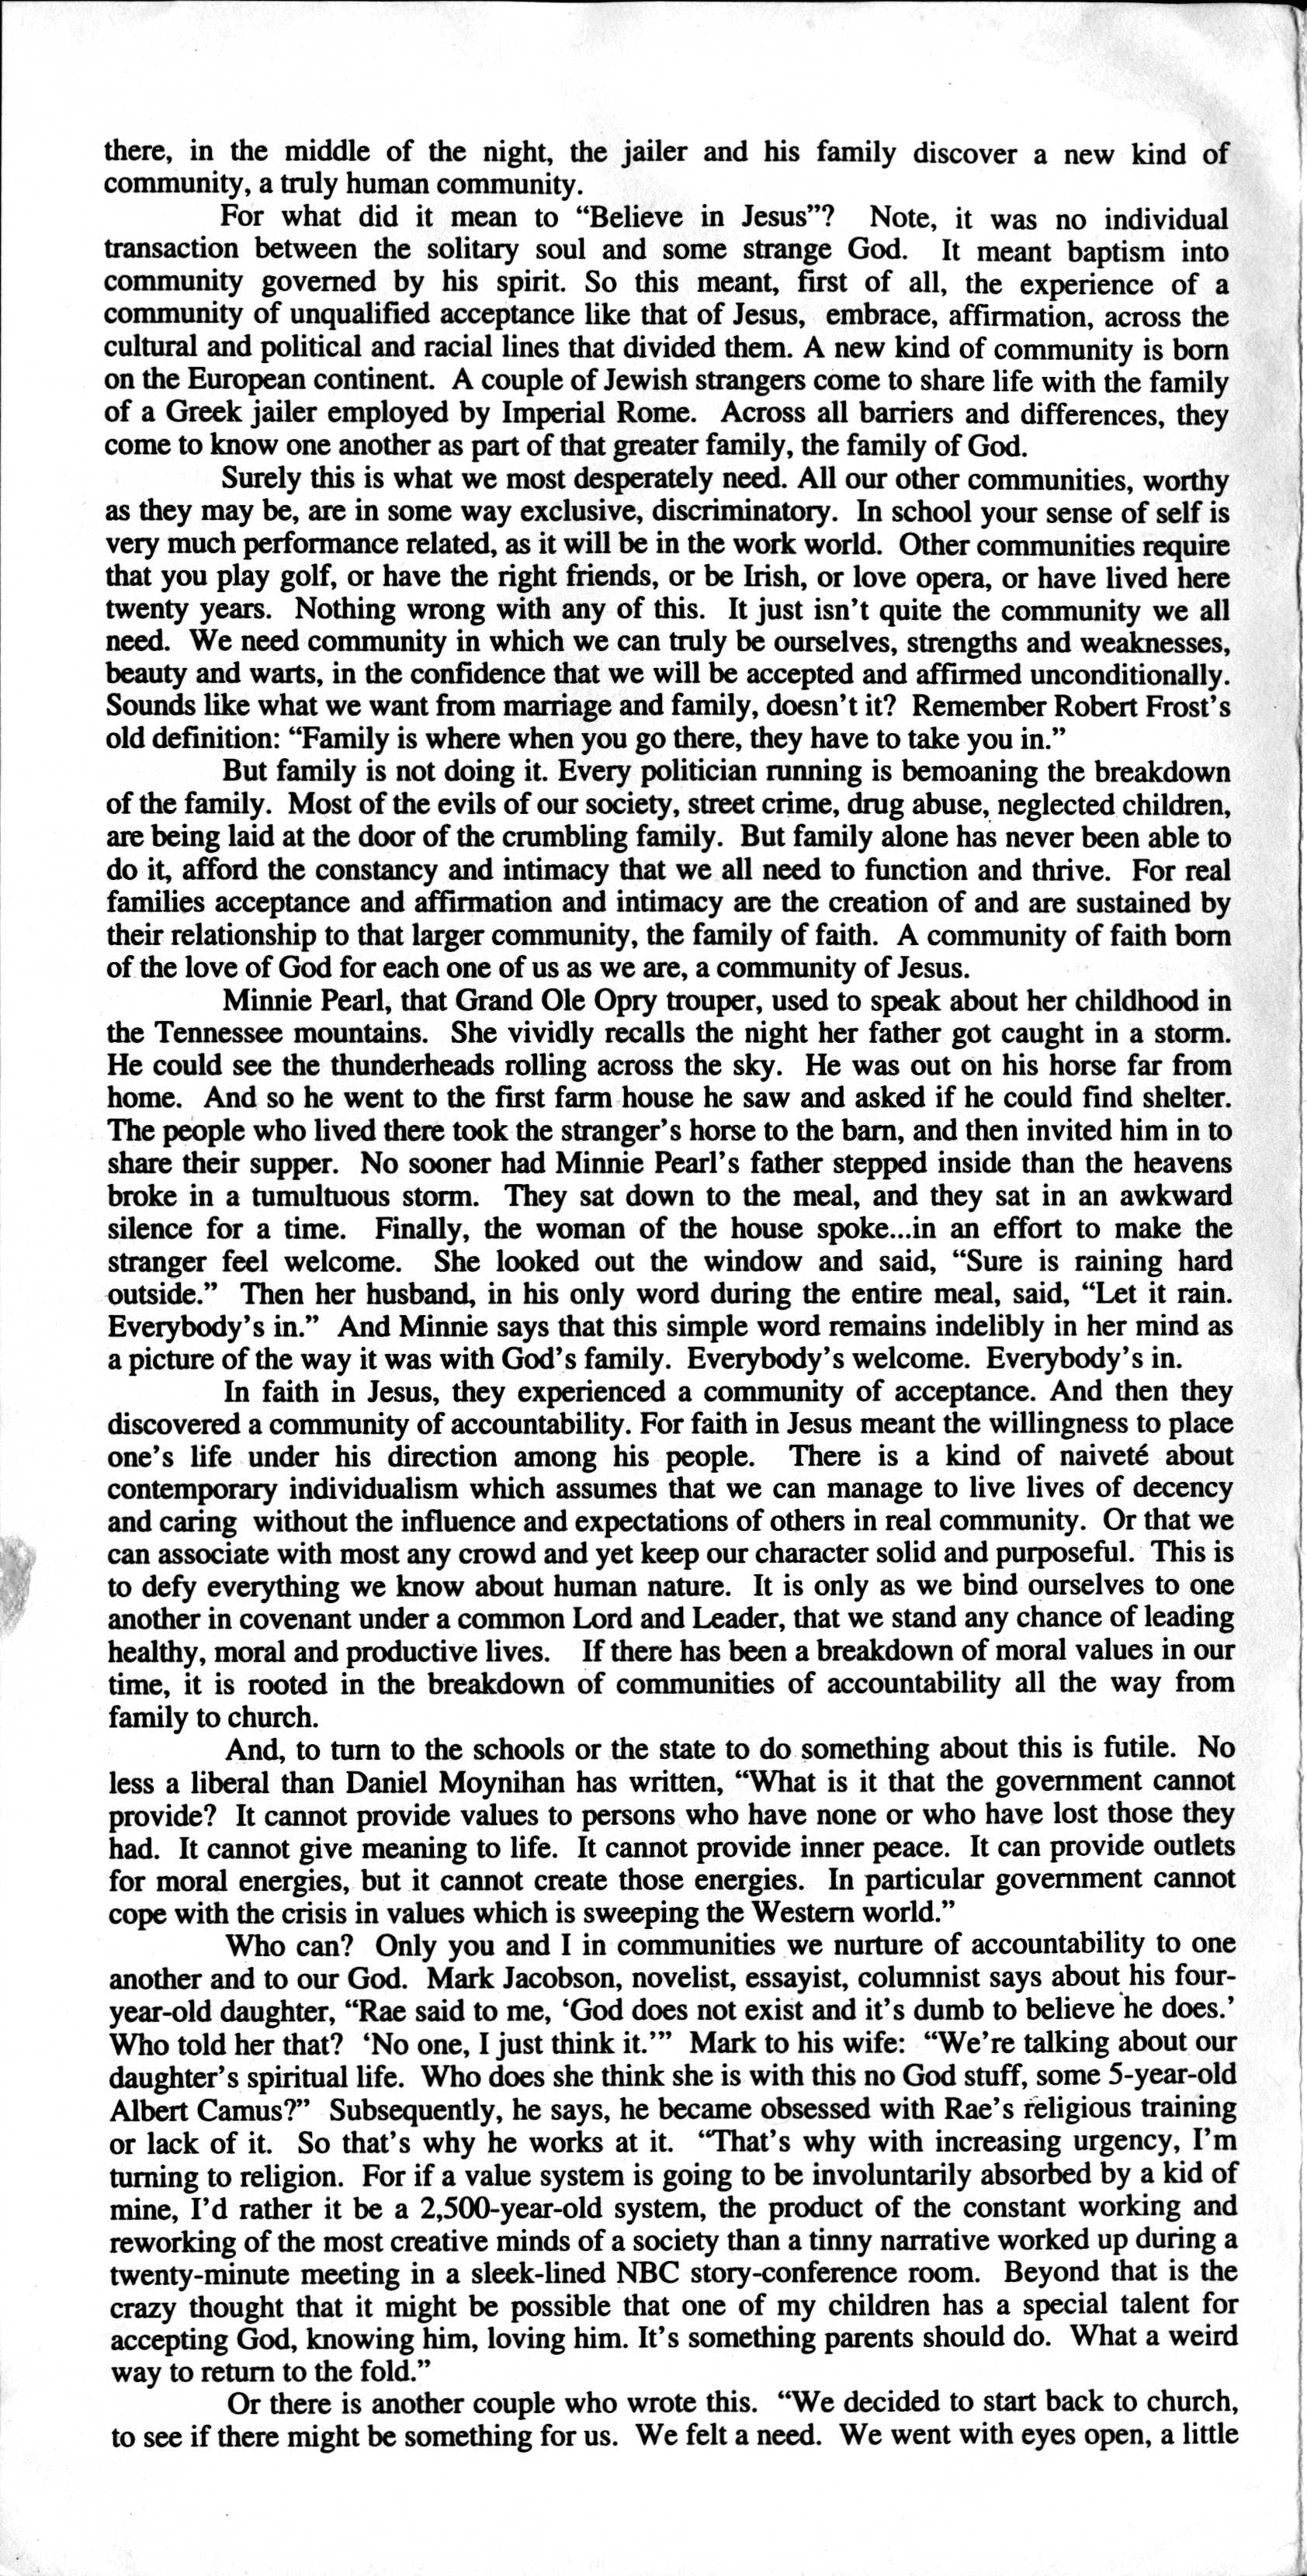 there, in the middle of the night, the jailer and his family discover a new kind of
community, a truly human community.
For what did it mean to “Believe in Jesus”? Note, it was no individual
transaction between the solitary soul and some strange God. It meant baptism into
community governed by his spirit. So this meant, first of all, the experience of a
community of unqualified acceptance like that of Jesus, embrace, affirmation, across the
cultural and political and racial lines that divided them. A new kind of community is born
on the European continent. A couple of Jewish strangers come to share life with the family
of a Greek jailer employed by Imperial Rome. Across all barriers and differences, they
come to know one another as part of that greater family, the family of God.
Surely this is what we most desperately need. All our other communities, worthy
as they may be, are in some way exclusive, discriminatory. In school your sense of self is
very much performance related, as it will be in the work world. Other communities require
that you play golf, or have the right friends, or be Irish, or love opera, or have lived here
twenty years. Nothing wrong with any of this. It just isn’t quite the community we all
need. We need community in which we can truly be ourselves, strengths and weaknesses,
beauty and warts, in the confidence that we will be accepted and affirmed unconditionally.
Sounds like what we want from marriage and family, doesn’t it? Remember Robert Frost’s
old definition: “Family is where when you go there, they have to take you in.”
But family is not doing it. Every politician running is bemoaning the breakdown
of the family. Most of the evils of our society, street crime, drug abuse, neglected children,
are being laid at the door of the crumbling family. But family alone has never been able to
do it, afford the constancy and intimacy that we all need to function and thrive. For real
families acceptance and affirmation and intimacy are the creation of and are sustained by
their relationship to that larger community, the family of faith. A community of faith born
of the love of God for each one of us as we are, a community of Jesus.
Minnie Pearl, that Grand Ole Opry trouper, used to speak about her childhood in
the Tennessee mountains. She vividly recalls the night her father got caught in a storm.
He could see the thunderheads rolling across the sky. He was out on his horse far from
home. And so he went to the first farm house he saw and asked if he could find shelter.
The people who lived there took the stranger’s horse to the barn, and then invited him in to
share their supper. No sooner had Minnie Pearl’s father stepped inside than the heavens
broke in a tumultuous storm. They sat down to the meal, and they sat in an awkward
silence for a time. Finally, the woman of the house spoke...in an effort to make the
stranger feel welcome. She looked out the window and said, “Sure is raining hard
outside.” Then her husband, in his only word during the entire meal, said, “Let it rain.
Everybody’s in.” And Minnie says that this simple word remains indelibly in her mind as
a picture of the way it was with God’s family. Everybody’s welcome. Everybody’s in.
In faith in Jesus, they experienced a community of acceptance. And then they
discovered a community of accountability. For faith in Jesus meant the willingness to place
one’s life under his direction among his people. There is a kind of naiveté about
contemporary individualism which assumes that we can manage to live lives of decency
and caring without the influence and expectations of others in real community. Or that we
can associate with most any crowd and yet keep our character solid and purposeful. This is
to defy everything we know about human nature. It is only as we bind ourselves to one
another in covenant under a common Lord and Leader, that we stand any chance of leading
healthy, moral and productive lives. If there has been a breakdown of moral values in our
time, it is rooted in the breakdown of communities of accountability all the way from
family to church.
And, to turn to the schools or the state to do something about this is futile. No
less a liberal than Daniel Moynihan has written, “What is it that the government cannot
provide? It cannot provide values to persons who have none or who have lost those they
had. It cannot give meaning to life. It cannot provide inner peace. It can provide outlets
for moral energies, but it cannot create those energies. In particular government cannot
cope with the crisis in values which is sweeping the Western world.”
Who can? Only you and I in communities we nurture of accountability to one
another and to our God. Mark Jacobson, novelist, essayist, columnist says about his four-
year-old daughter, “Rae said to me, ‘God does not exist and it’s dumb to believe he does.’
Who told her that? ‘No one, I just think it.’” Mark to his wife: “We’re talking about our
daughter’s spiritual life. Who does she think she is with this no God stuff, some 5-year-old
Albert Camus?” Subsequently, he says, he became obsessed with Rae’s religious training
or lack of it. So that’s why he works at it. “That’s why with increasing urgency, I’m
turning to religion. For if a value system is going to be involuntarily absorbed by a kid of
mine, I’d rather it be a 2,500-year-old system, the product of the constant working and
reworking of the most creative minds of a society than a tinny narrative worked up during a
twenty-minute meeting in a sleek-lined NBC story-conference room. Beyond that is the
crazy thought that it might be possible that one of my children has a special talent for
accepting God, knowing him, loving him. It’s something parents should do. What a weird
way to return to the fold.”
Or there is another couple who wrote this. “We decided to start back to church,
to see if there might be something for us. We felt a need. We went with eyes open, a little